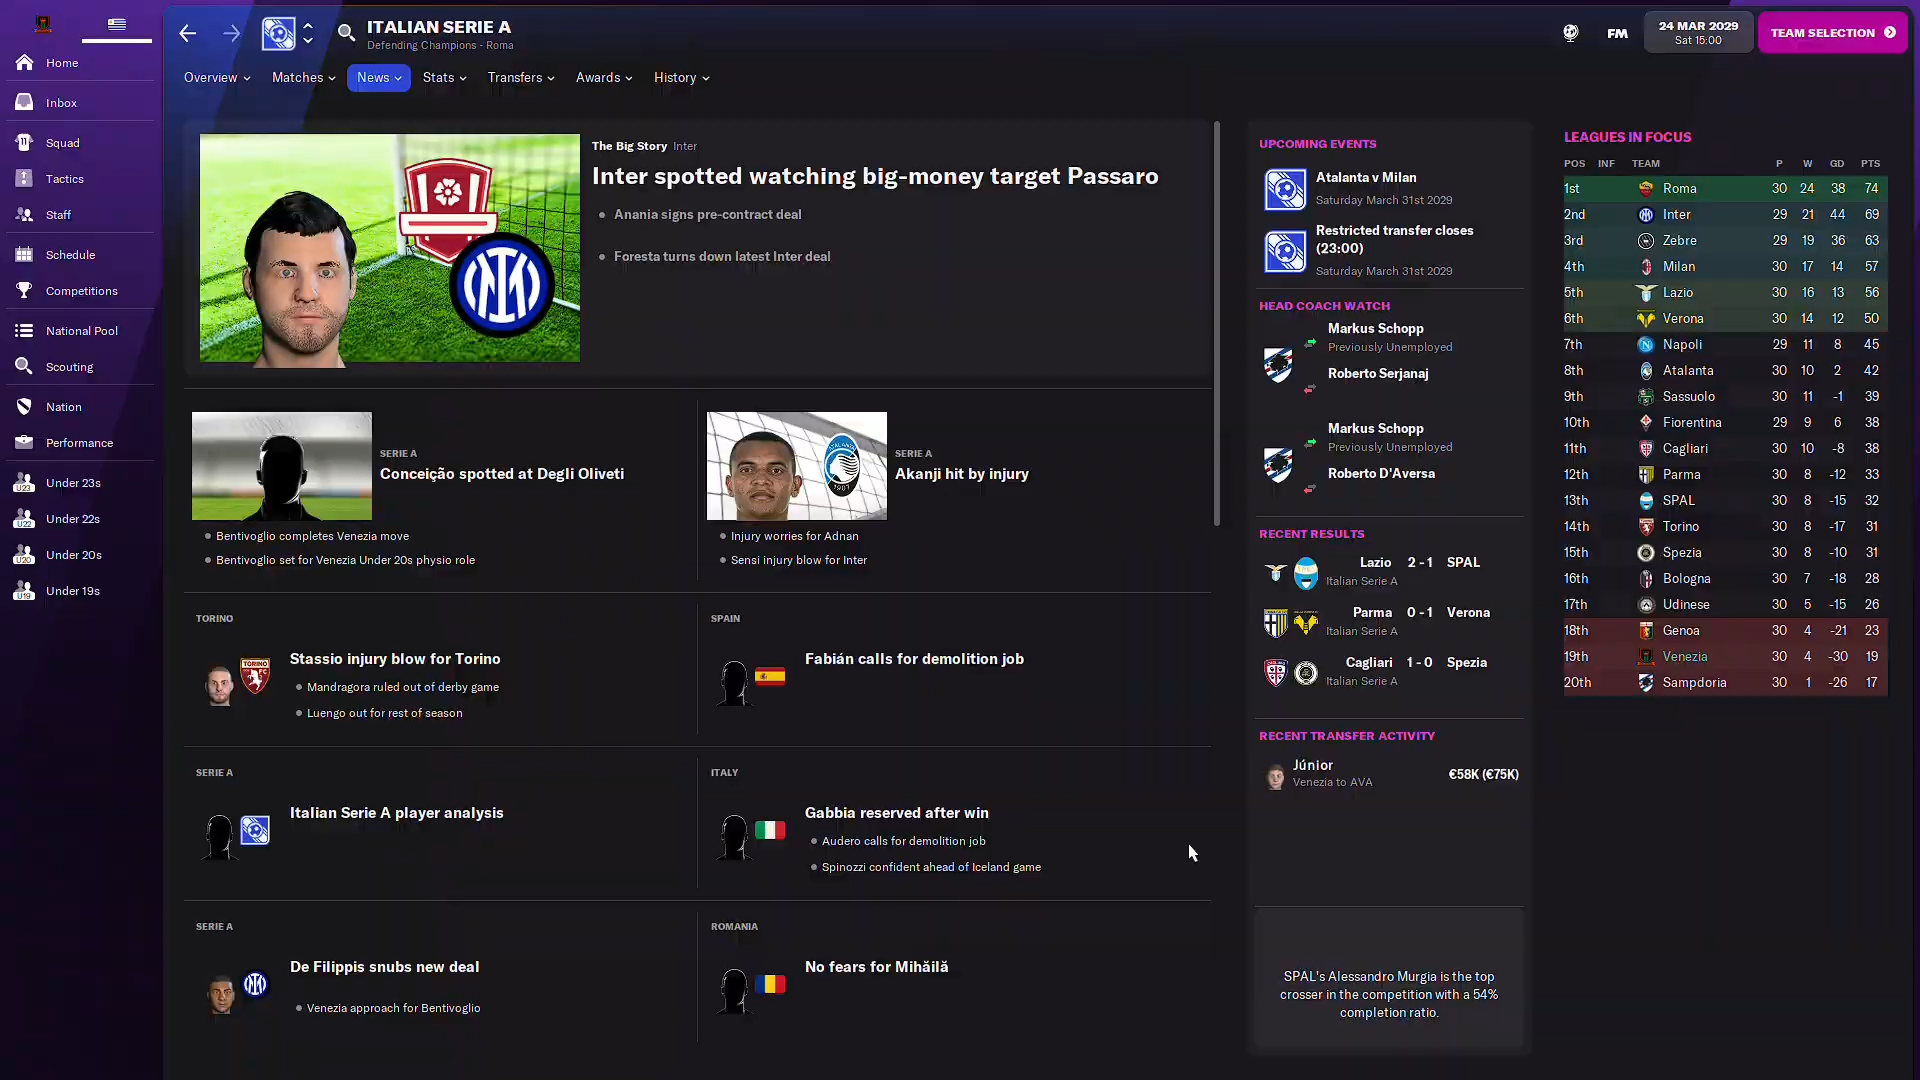 ITALIAN SERIE A
Defending Champions - Roma
FM
24 MAR 2029
Sat 15:00
TEAM SELECTION
Overview
Matches
News
Stats
Transfers
Awards
History
Home
Inbox
Squad
Tactics
Staff
Schedule
Competitions
National Pool
Scouting
Nation
Performance
U23 Under 23s
U22 Under 22s
U20 Under 20s
U19 Under 19s
The Big Story Inter
Inter spotted watching big-money target Passaro
Anania signs pre-contract deal
Foresta turns down latest Inter deal
SERIE A
Conceição spotted at Degli Oliveti
Bentivoglio completes Venezia move
Bentivoglio set for Venezia Under 20s physio role
ATALANTA
1907
SERIE A
Akanji hit by injury
Injury worries for Adnan
Sensi injury blow for Inter
TORINO
Stassio injury blow for Torino
Mandragora ruled out of derby game
Luengo out for rest of season
SPAIN
Fabián calls for demolition job
SERIE A
Italian Serie A player analysis
ITALY
Gabbia reserved after win
Audero calls for demolition job
Spinozzi confident ahead of Iceland game
SERIE A
De Filippis snubs new deal
Venezia approach for Bentivoglio
ROMANIA
No fears for Mihăilă
UPCOMING EVENTS
Atalanta v Milan
Saturday March 31st 2029
Restricted transfer closes
(23:00)
Saturday March 31st 2029
HEAD COACH WATCH
Markus Schopp
Previously Unemployed
Roberto Serjanaj
Markus Schopp
Previously Unemployed
Roberto D'Aversa
RECENT RESULTS
Lazio 2 - 1 SPAL
Italian Serie A
Parma 0 - 1 Verona
Italian Serie A
Cagliari 1 - 0 Spezia
Italian Serie A
RECENT TRANSFER ACTIVITY
Júnior
Venezia to AVA
€58K (€75K)
SPAL's Alessandro Murgia is the top
crosser in the competition with a 54%
completion ratio.
LEAGUES IN FOCUS
POS INF TEAM P W GD PTS
1st Roma 30 24 38 74
2nd Inter 29 21 44 69
3rd Zebre 29 19 36 63
4th Milan 30 17 14 57
5th Lazio 30 16 13 56
6th Verona 30 14 12 50
7th Napoli 29 11 8 45
8th Atalanta 30 10 2 42
9th Sassuolo 30 11 -1 39
10th Fiorentina 29 9 6 38
11th Cagliari 30 10 -8 38
12th Parma 30 8 -12 33
13th SPAL 30 8 -15 32
14th Torino 30 8 -17 31
15th Spezia 30 8 -10 31
16th Bologna 30 7 -18 28
17th Udinese 30 5 -15 26
18th Genoa 30 4 -21 23
19th Venezia 30 4 -30 19
20th Sampdoria 30 1 -26 17